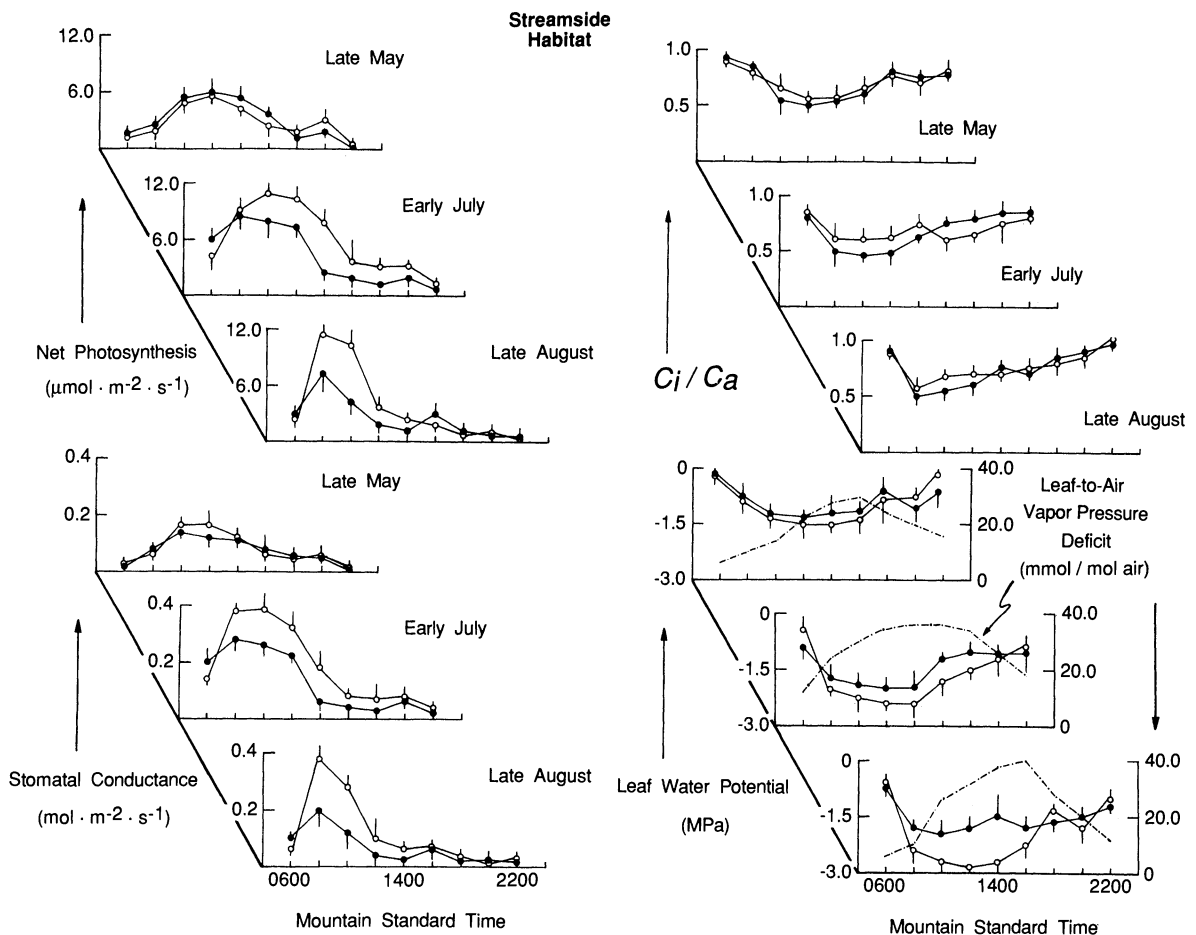 Streamside
Habitat
12.0
6.0
Late May
12.0
6.0
Early July
Net Photosynthesis
(μmol · m-2 · s-1)
12.0
6.0
Late August
0.4
0.2
Late May
0.4
0.2
Early July
Stomatal Conductance
(mol · m-2 · s-1)
0.4
0.2
Late August
0600 1400 2200
Mountain Standard Time
1.0
0.5
Late May
1.0
0.5
Early July
Ci / Ca
1.0
0.5
Late August
0
-1.5
-3.0
40.0
20.0
0
Leaf-to-Air
Vapor Pressure
Deficit
(mmol / mol air)
0
-1.5
-3.0
40.0
20.0
0
Leaf Water Potential
(MPa)
0
-1.5
-3.0
40.0
20.0
0
0600 1400 2200
Mountain Standard Time